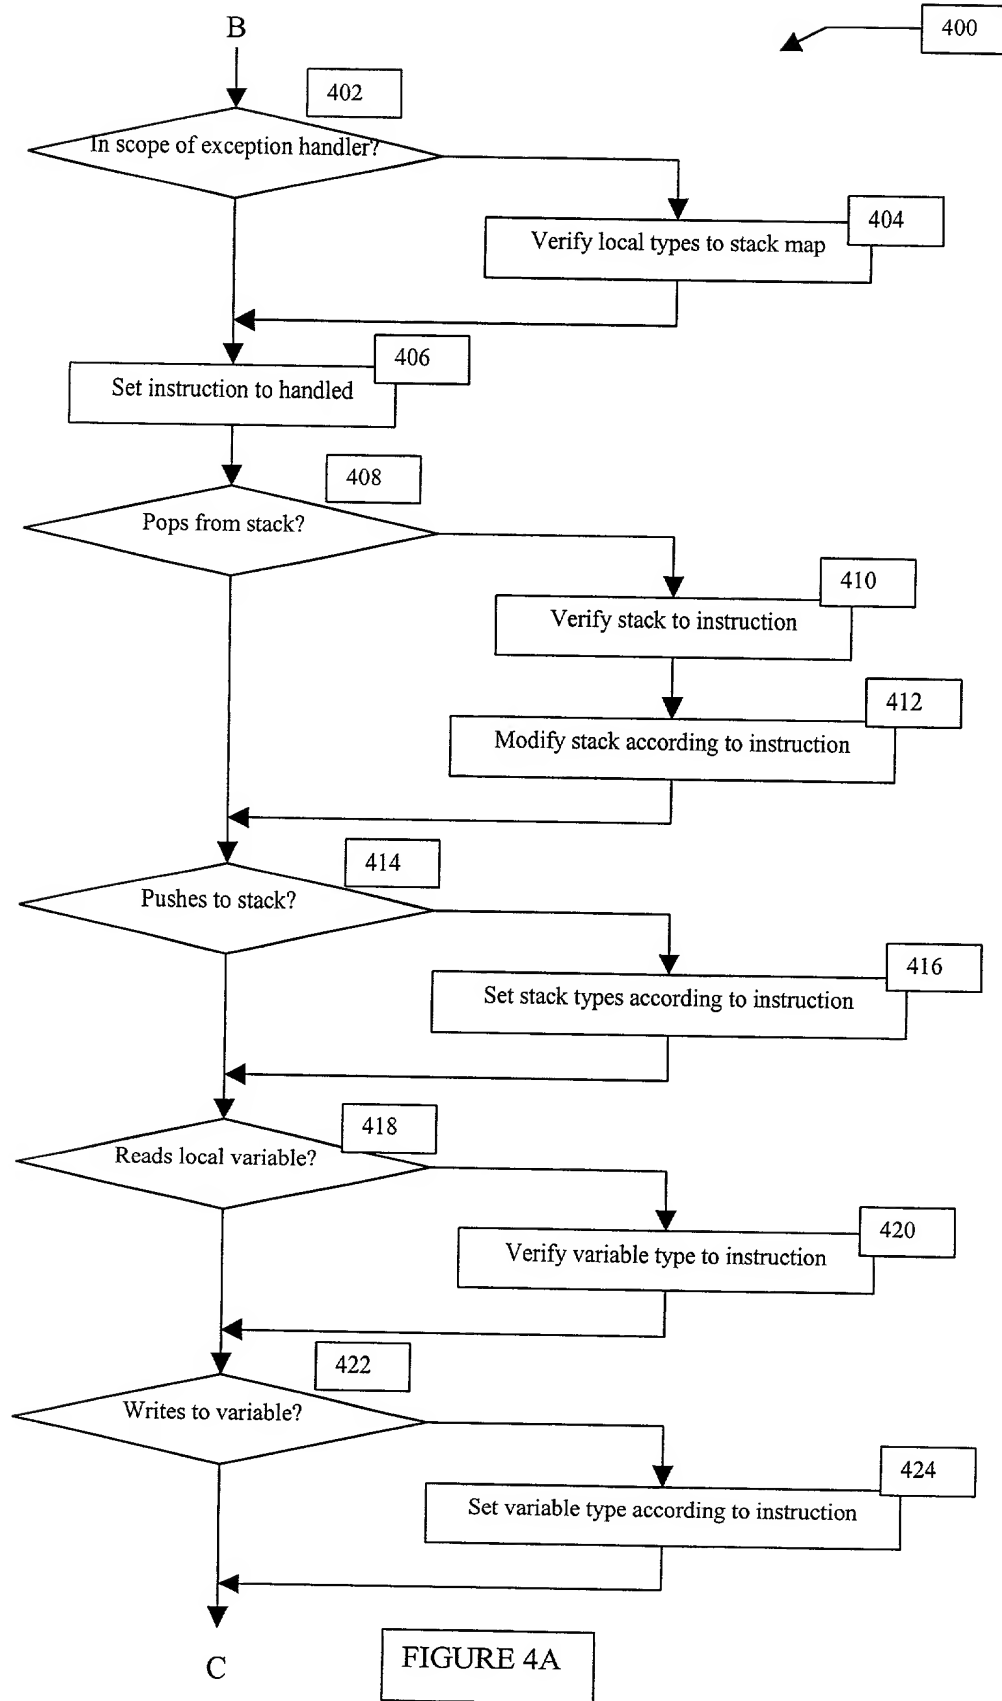 B
400
402
In scope of exception handler?
404
Verify local types to stack map
406
Set instruction to handled
408
Pops from stack?
410
Verify stack to instruction
412
Modify stack according to instruction
414
Pushes to stack?
416
Set stack types according to instruction
418
Reads local variable?
420
Verify variable type to instruction
422
Writes to variable?
424
Set variable type according to instruction
C
FIGURE 4A